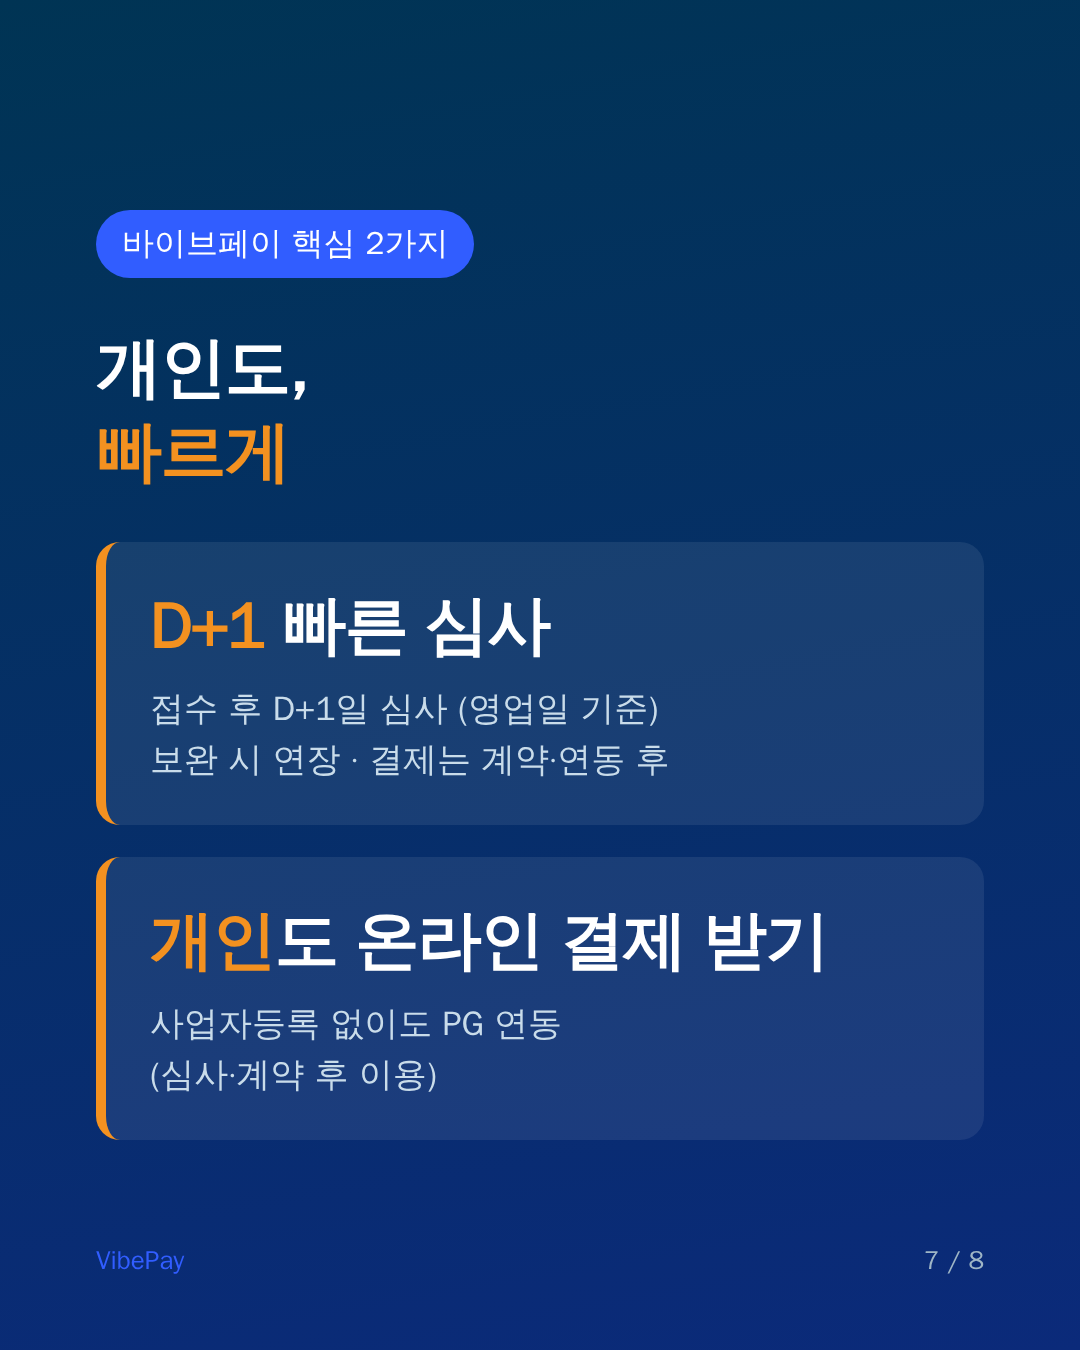 바이브페이 핵심 2가지
개인도,
빠르게
D+1 빠른 심사
접수 후 D+1일 심사 (영업일 기준)
보완 시 연장 · 결제는 계약·연동 후
개인도 온라인 결제 받기
사업자등록 없이도 PG 연동
(심사·계약 후 이용)
VibePay
7 / 8